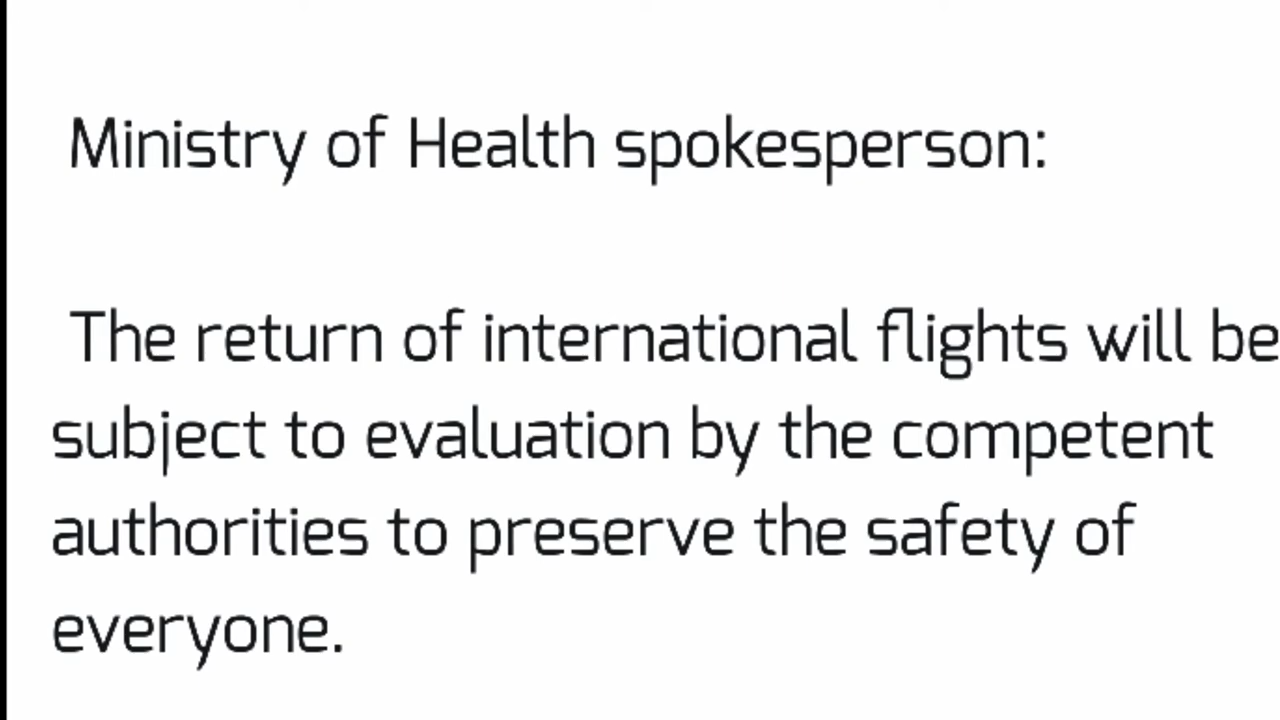 Ministry of Health spokesperson:
The return of international flights will be
subject to evaluation by the competent
authorities to preserve the safety of
everyone.